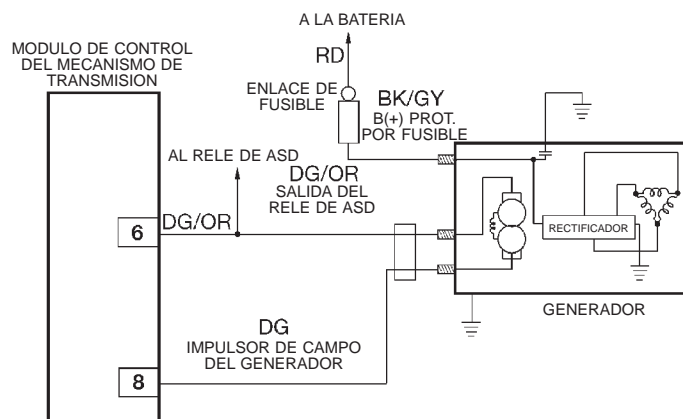 A LA BATERIA
MODULO DE CONTROL
DEL MECANISMO DE
TRANSMISION
RD
ENLACE DE
FUSIBLE
BK/GY
B(+) PROT.
POR FUSIBLE
AL RELE DE ASD
DG/OR
SALIDA DEL
RELE DE ASD
6
DG/OR
RECTIFICADOR
GENERADOR
DG
IMPULSOR DE CAMPO
DEL GENERADOR
8